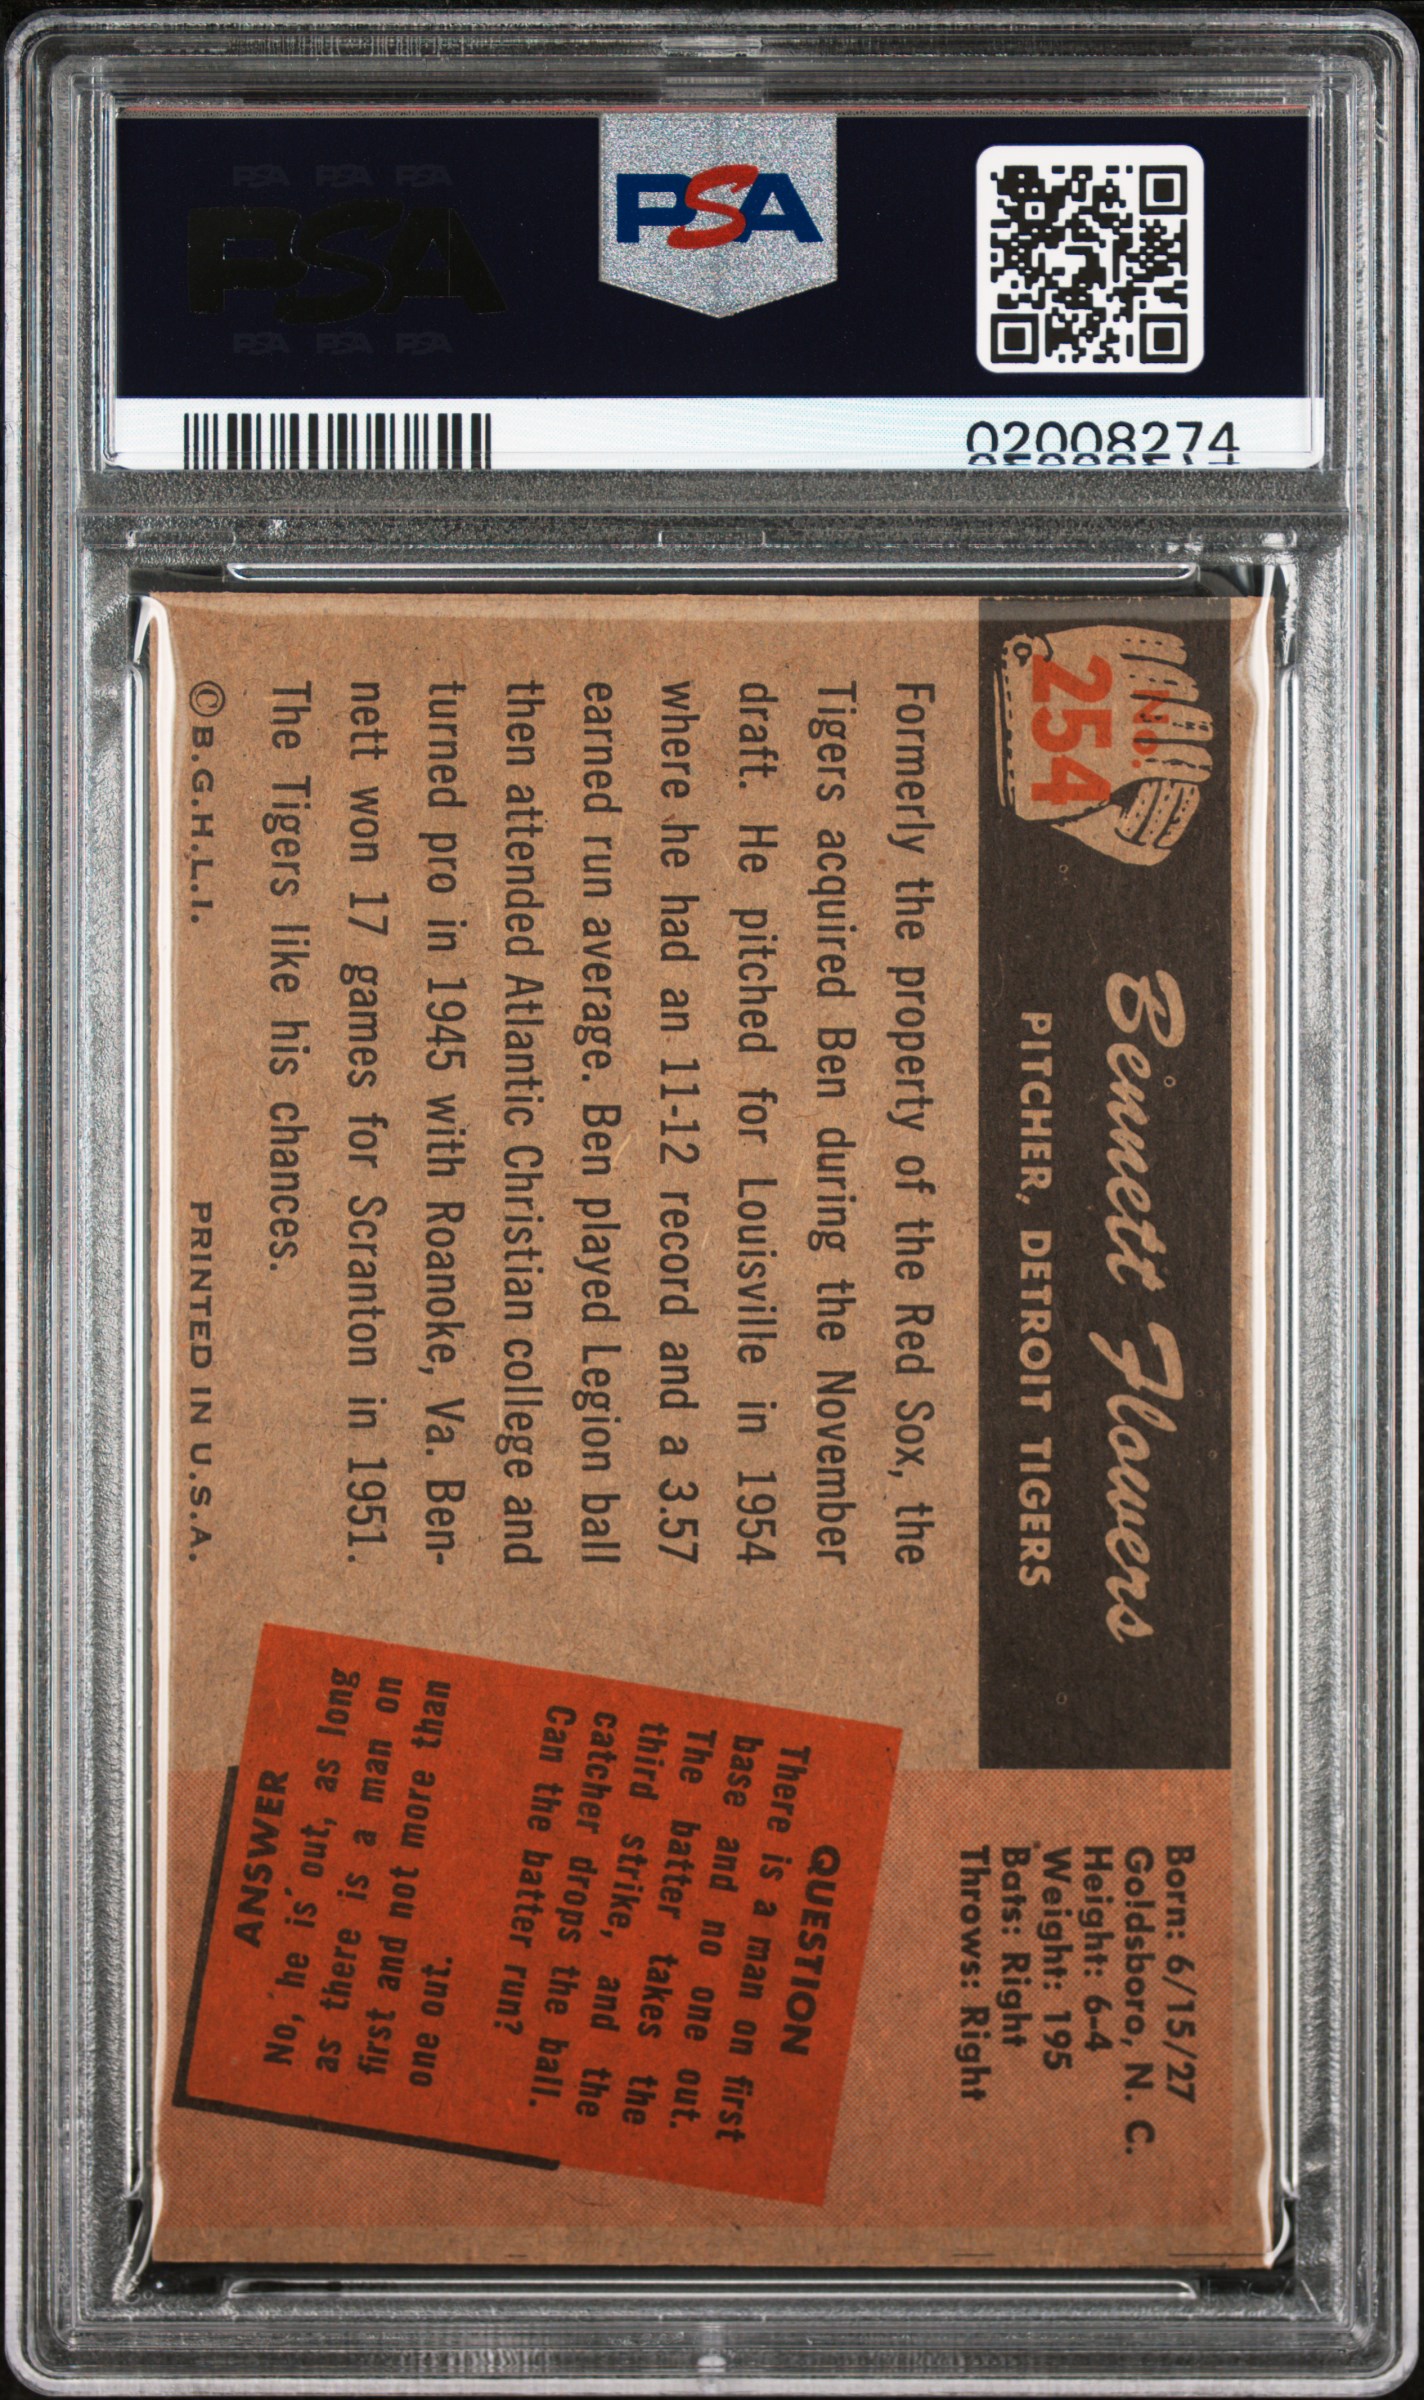 PSA PSA PSA
PSA
PSA PSA PSA
PSA
02008274
No.
254
Bennett Flowers
PITCHER, DETROIT TIGERS
Born: 6/15/27
Goldsboro, N. C.
Height: 6-4
Weight: 195
Bats: Right
Throws: Right
Formerly the property of the Red Sox, the
Tigers acquired Ben during the November
draft. He pitched for Louisville in 1954
where he had an 11-12 record and a 3.57
earned run average. Ben played Legion ball
then attended Atlantic Christian college and
turned pro in 1945 with Roanoke, Va. Ben-
nett won 17 games for Scranton in 1951.
The Tigers like his chances.
©B.G.H.L.I.
PRINTED IN U.S.A.
QUESTION
There is a man on first
base and no one out.
The batter takes the
third strike, and the
catcher drops the ball.
Can the batter run?
ANSWER
No, he is out, as long
as there is a man on
first and not more than
one out.